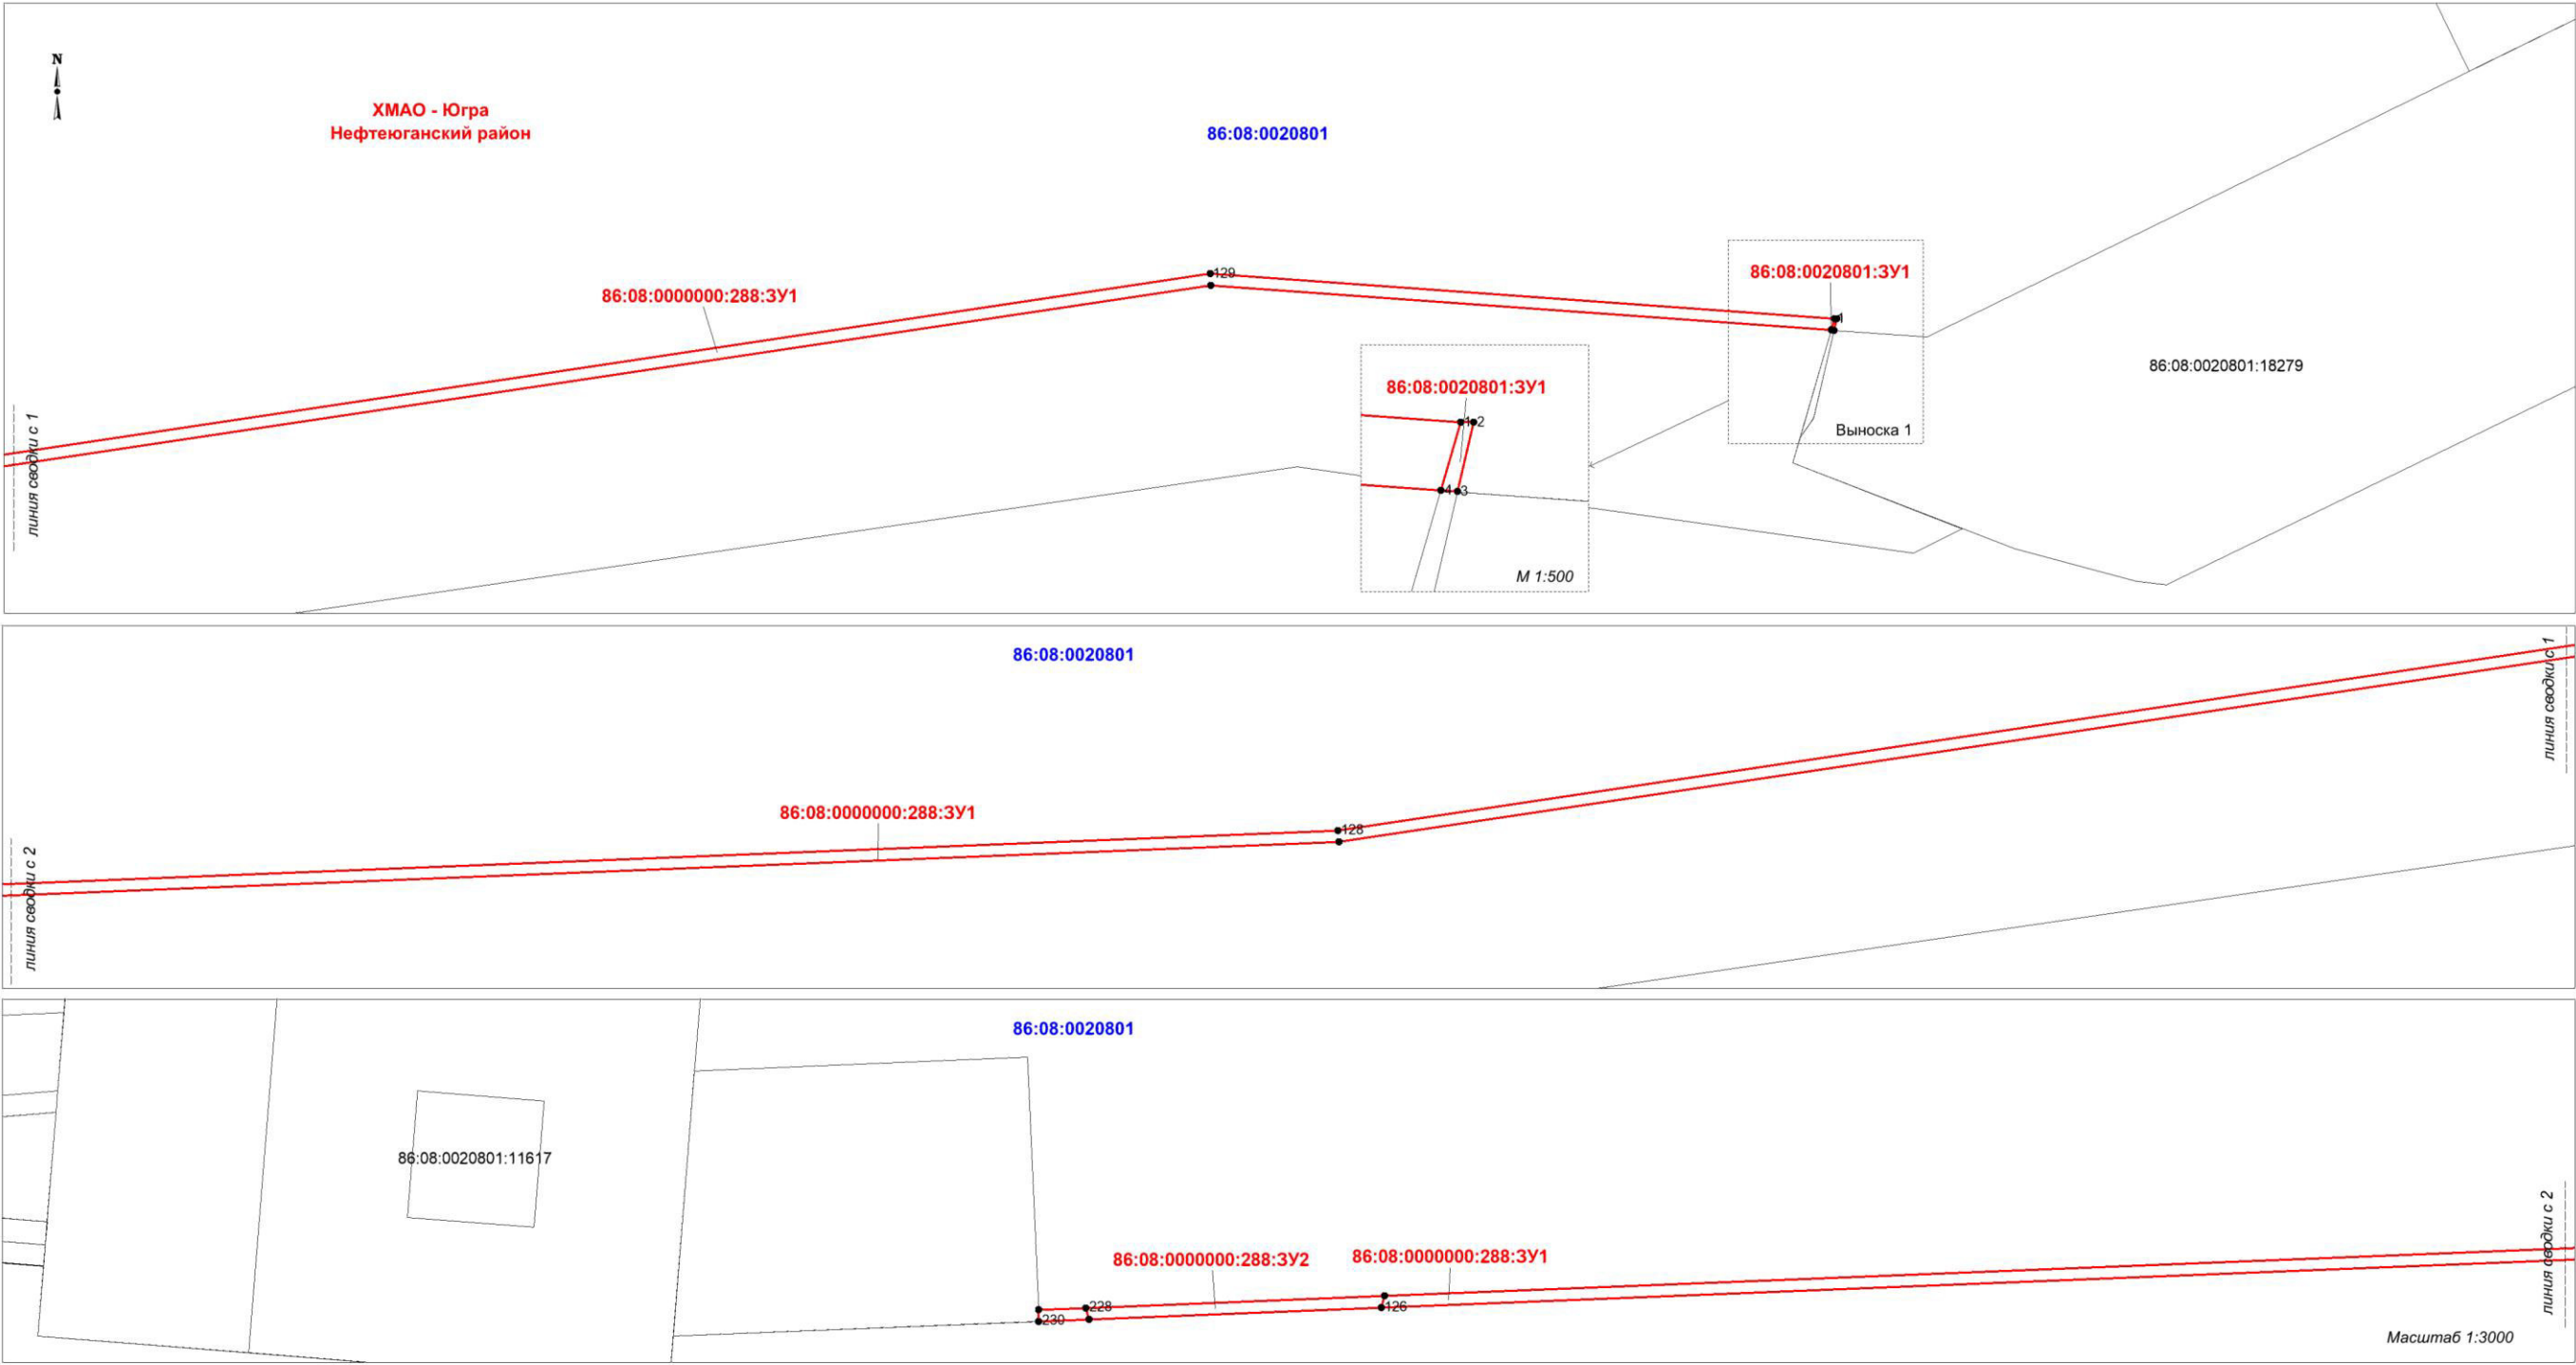 N
ХМАО - Югра
Нефтеюганский район
86:08:0020801
129
86:08:0000000:288:ЗУ1
86:08:0020801:ЗУ1
1
86:08:0020801:18279
86:08:0020801:ЗУ1
1
2
4
3
Выноска 1
М 1:500
линия сводки с 1
86:08:0020801
линия сводки с 1
86:08:0000000:288:ЗУ1
128
линия сводки с 2
86:08:0020801
86:08:0020801:11617
86:08:0000000:288:ЗУ2
86:08:0000000:288:ЗУ1
228
230
126
линия сводки с 2
Масштаб 1:3000